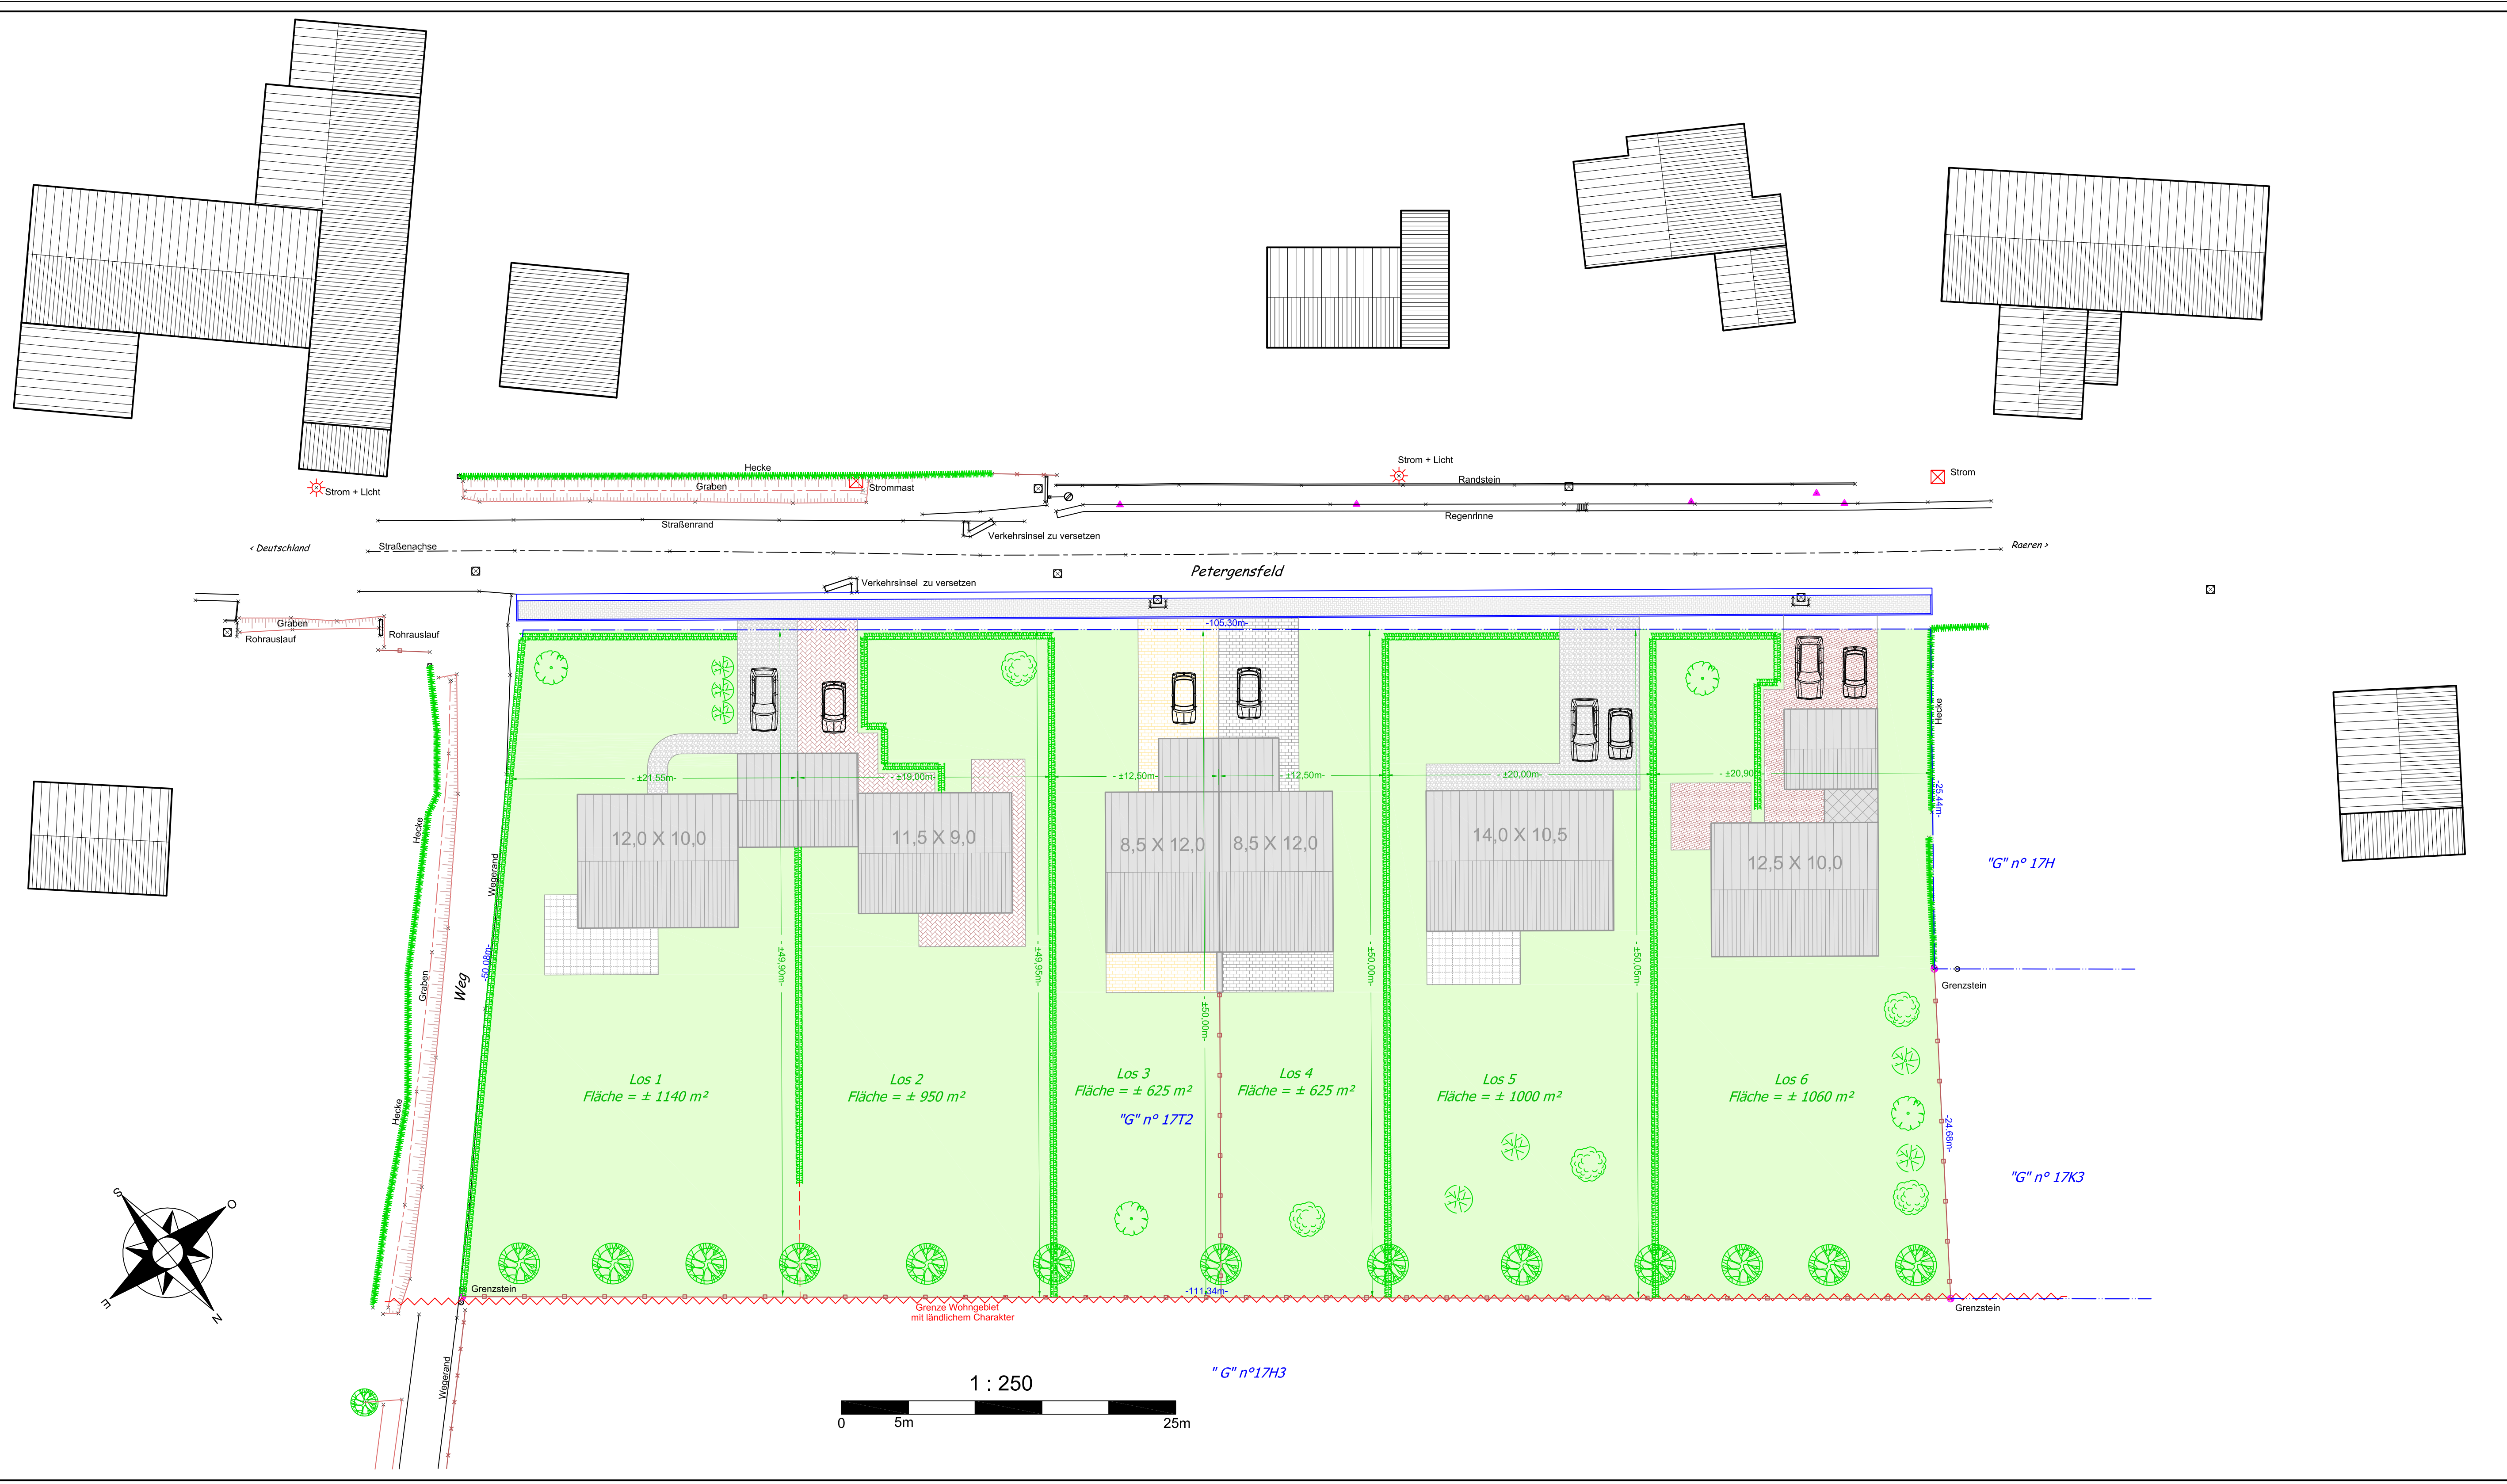 Strom + Licht
Hecke
Graben
Strommast
Strom + Licht
Randstein
Strom
Straßenrand
Regenrinne
Verkehrsinsel zu versetzen
< Deutschland
Straßenachse
Raeren >
Petergensfeld
Verkehrsinsel zu versetzen
Graben
Rohrauslauf
Rohrauslauf
-105,30m-
Hecke
- ±21,55m-
- ±19,00m-
- ±12,50m-
- ±12,50m-
- ±20,00m-
- ±20,90m-
-25.44m-
12,0 X 10,0
11,5 X 9,0
8,5 X 12,0
8,5 X 12,0
14,0 X 10,5
12,5 X 10,0
"G" n° 17H
Hecke
Wegerand
Graben
Weg
-50.08m-
- ±49,90m-
- ±49,95m-
- ±50,00m-
- ±50,00m-
- ±50,05m-
Grenzstein
Los 1
Fläche = ± 1140 m²
Los 2
Fläche = ± 950 m²
Los 3
Fläche = ± 625 m²
"G" n° 17T2
Los 4
Fläche = ± 625 m²
Los 5
Fläche = ± 1000 m²
Los 6
Fläche = ± 1060 m²
Hecke
-24.68m-
"G" n° 17K3
S
O
E
N
Grenzstein
-111,34m-
Grenze Wohngebiet
mit ländlichem Charakter
Grenzstein
Wegerand
" G" n°17H3
1 : 250
0
5m
25m